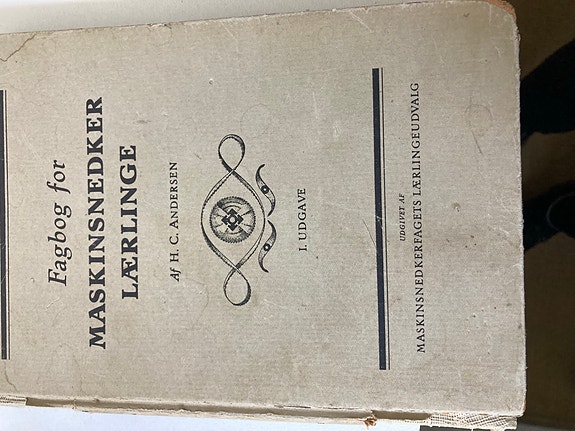 Fagbog for
MASKINSNEDKER
LÆRLINGE
Af H. C. ANDERSEN
I. UDGAVE
UDGIVET AF
MASKINSNEDKERFAGETS LÆRLINGEUDVALG